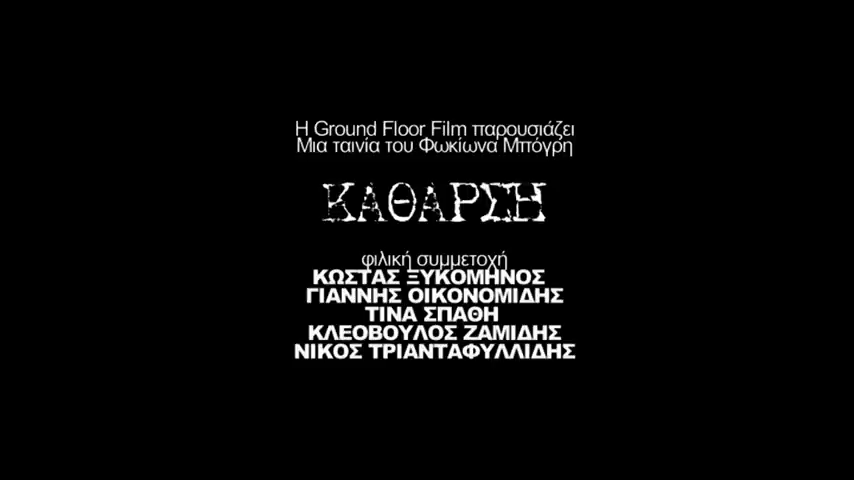 Η Ground Floor Film παρουσιάζει
Μια ταινία του Φωκίωνα Μπόγρη
ΚΑΘΑΡΣΗ
φιλική συμμετοχή
ΚΩΣΤΑΣ ΞΥΚΟΜΗΝΟΣ
ΓΙΑΝΝΗΣ ΟΙΚΟΝΟΜΙΔΗΣ
ΤΙΝΑ ΣΠΑΘΗ
ΚΛΕΟΒΟΥΛΟΣ ΖΑΜΙΔΗΣ
ΝΙΚΟΣ ΤΡΙΑΝΤΑΦΥΛΛΙΔΗΣ